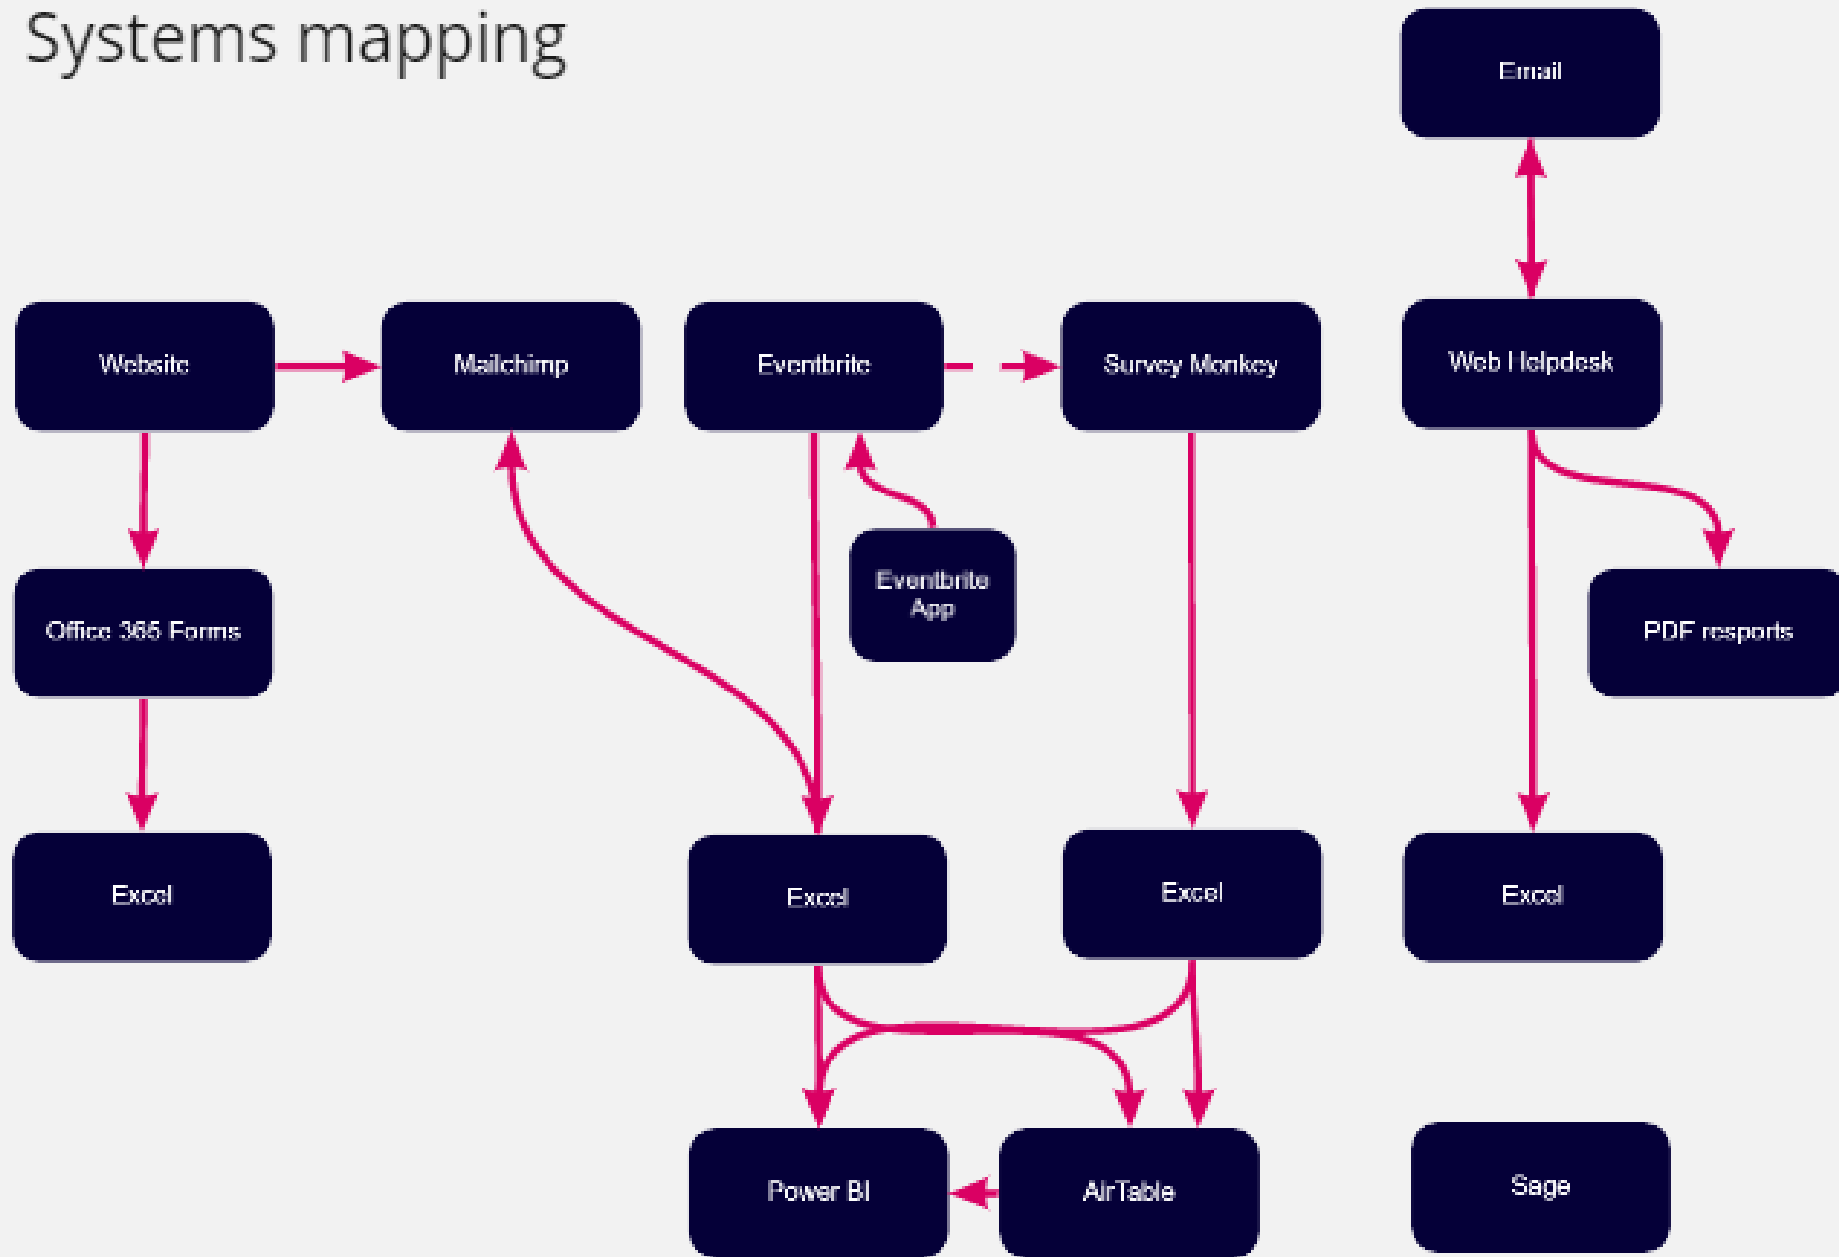 Systems mapping
Email
Website
Mailchimp
Eventbrite
Survey Monkey
Web Helpdesk
Eventbrite
App
Office 365 Forms
PDF resports
Excel
Excel
Excel
Excel
Power BI
AirTable
Sage